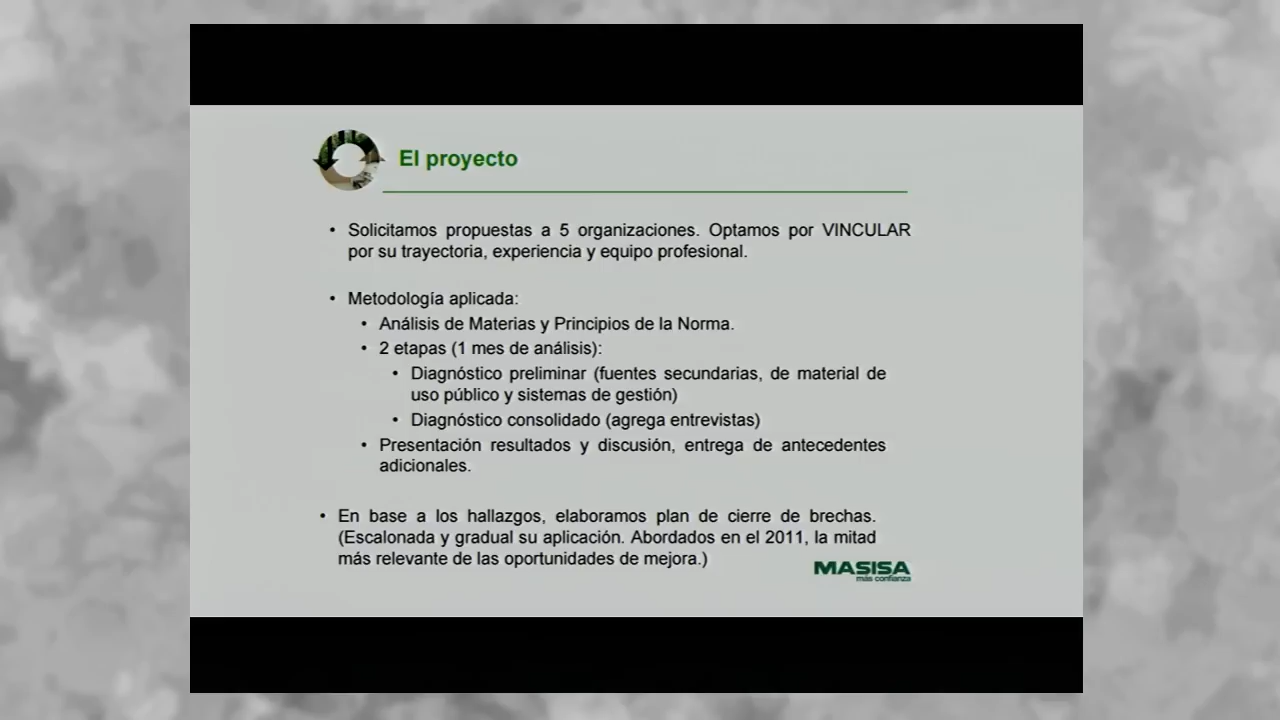 El proyecto
• Solicitamos propuestas a 5 organizaciones. Optamos por VINCULAR
por su trayectoria, experiencia y equipo profesional.
• Metodología aplicada:
• Análisis de Materias y Principios de la Norma.
• 2 etapas (1 mes de análisis):
• Diagnóstico preliminar (fuentes secundarias, de material de
uso público y sistemas de gestión)
• Diagnóstico consolidado (agrega entrevistas)
• Presentación resultados y discusión, entrega de antecedentes
adicionales.
• En base a los hallazgos, elaboramos plan de cierre de brechas.
(Escalonada y gradual su aplicación. Abordados en el 2011, la mitad
más relevante de las oportunidades de mejora.)
MASISA
más confianza